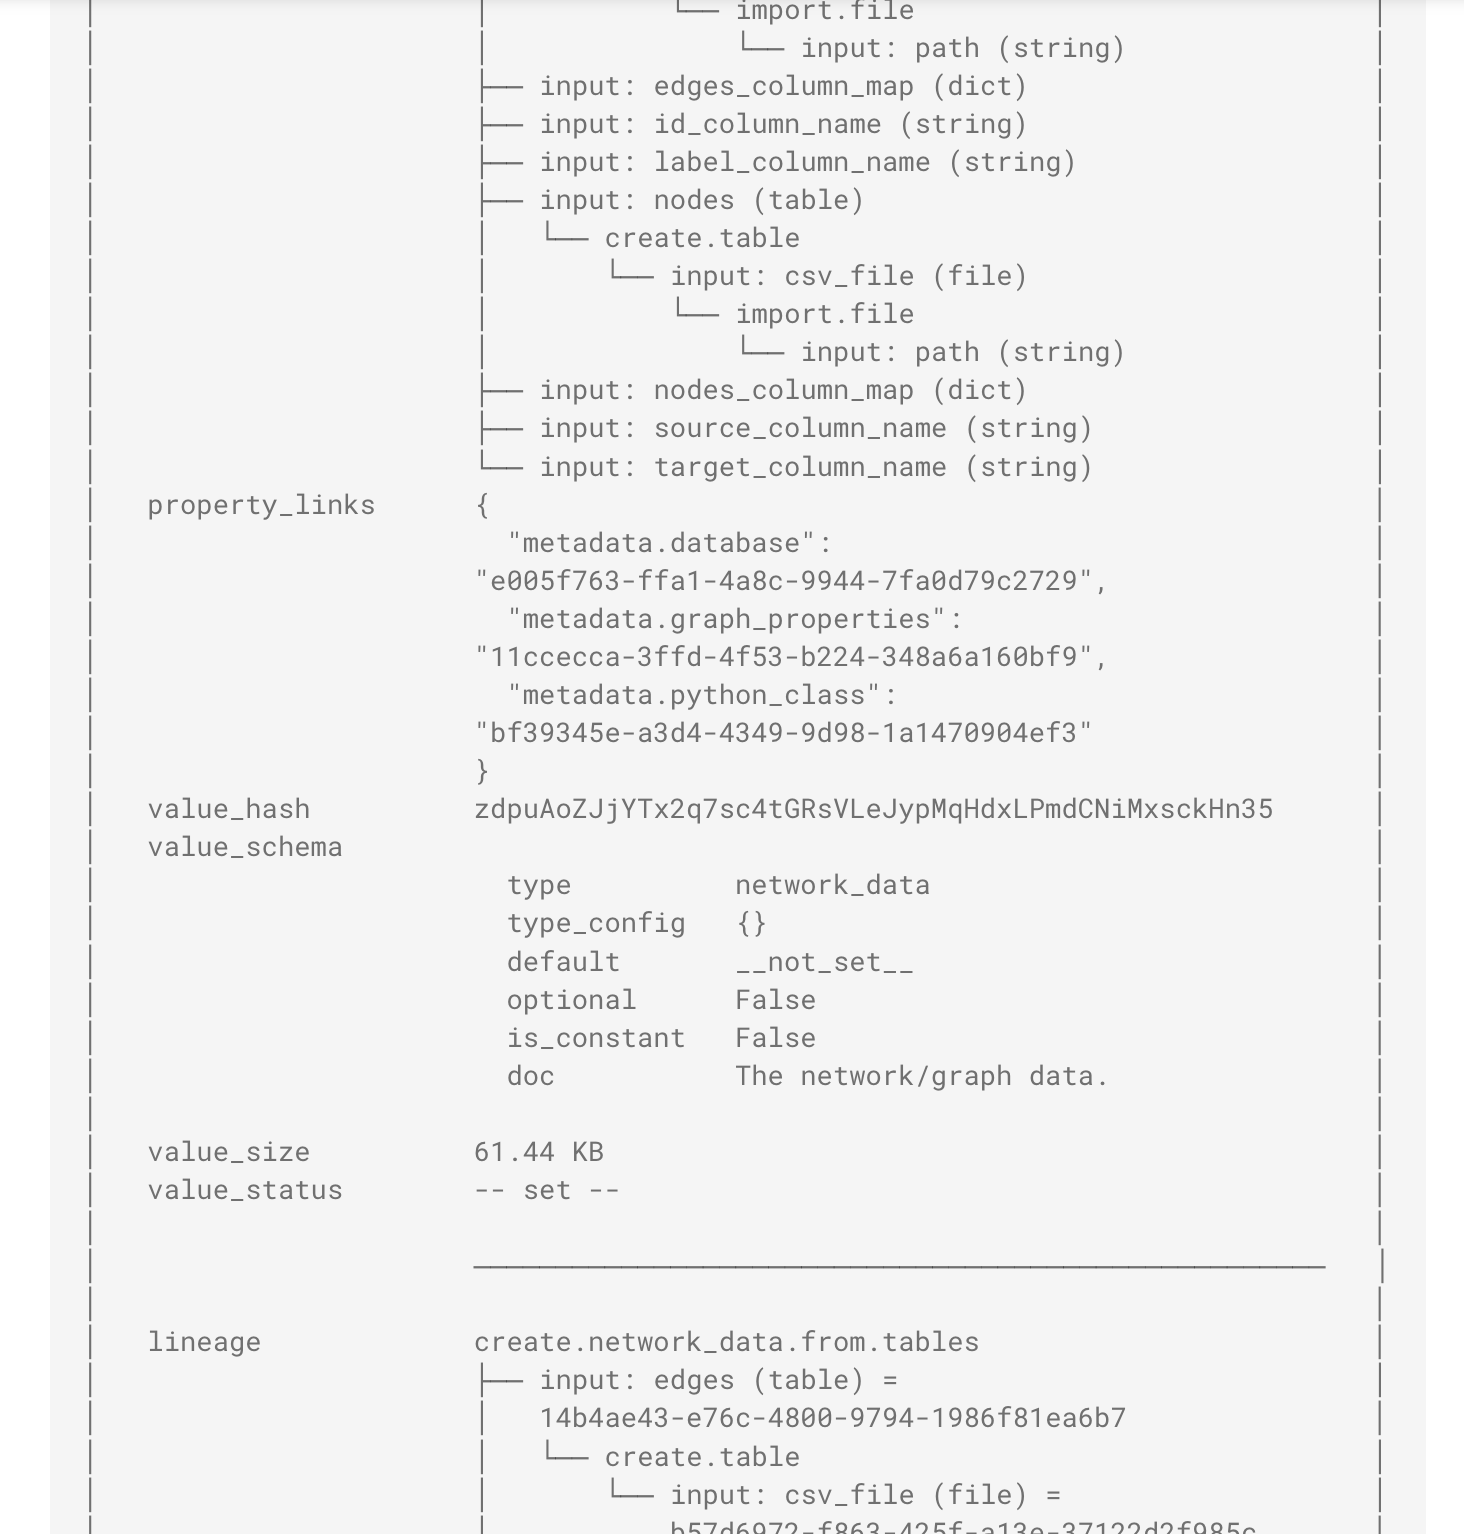 │ │ └── import.file │
│ │ └── input: path (string) │
│ ├── input: edges_column_map (dict) │
│ ├── input: id_column_name (string) │
│ ├── input: label_column_name (string) │
│ ├── input: nodes (table) │
│ │ └── create.table │
│ │ └── input: csv_file (file) │
│ │ └── import.file │
│ │ └── input: path (string) │
│ ├── input: nodes_column_map (dict) │
│ ├── input: source_column_name (string) │
│ └── input: target_column_name (string) │
│ property_links { │
│ "metadata.database": │
│ "e005f763-ffa1-4a8c-9944-7fa0d79c2729", │
│ "metadata.graph_properties": │
│ "11ccecca-3ffd-4f53-b224-348a6a160bf9", │
│ "metadata.python_class": │
│ "bf39345e-a3d4-4349-9d98-1a1470904ef3" │
│ } │
│ value_hash zdpuAoZJjYTx2q7sc4tGRsVLeJypMqHdxLPmdCNiMxsckHn35 │
│ value_schema │
│ type network_data │
│ type_config {} │
│ default __not_set__ │
│ optional False │
│ is_constant False │
│ doc The network/graph data. │
│ value_size 61.44 KB │
│ value_status -- set -- │
│ lineage create.network_data.from.tables │
│ ├── input: edges (table) = │
│ │ 14b4ae43-e76c-4800-9794-1986f81ea6b7 │
│ │ └── create.table │
│ │ └── input: csv_file (file) = │
│ │ b57d6972-f863-425f-a13e-37122d2f985c │